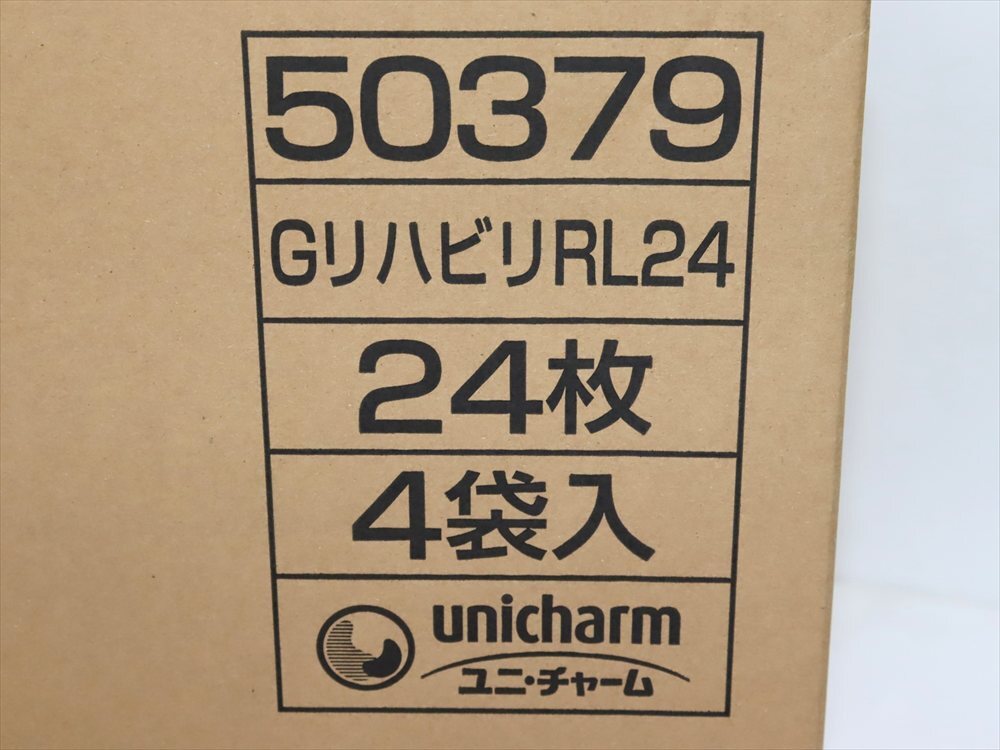 50379
GリハビリRL24
24枚
4袋入
unicharm
ユニ・チャーム